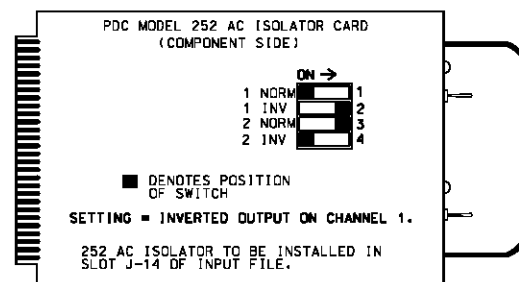 PDC MODEL 252 AC ISOLATOR CARD
(COMPONENT SIDE)
ON →
1 NORM 1
1 INV 2
2 NORM 3
2 INV 4
DENOTES POSITION
OF SWITCH
SETTING = INVERTED OUTPUT ON CHANNEL 1.
252 AC ISOLATOR TO BE INSTALLED IN
SLOT J-14 OF INPUT FILE.